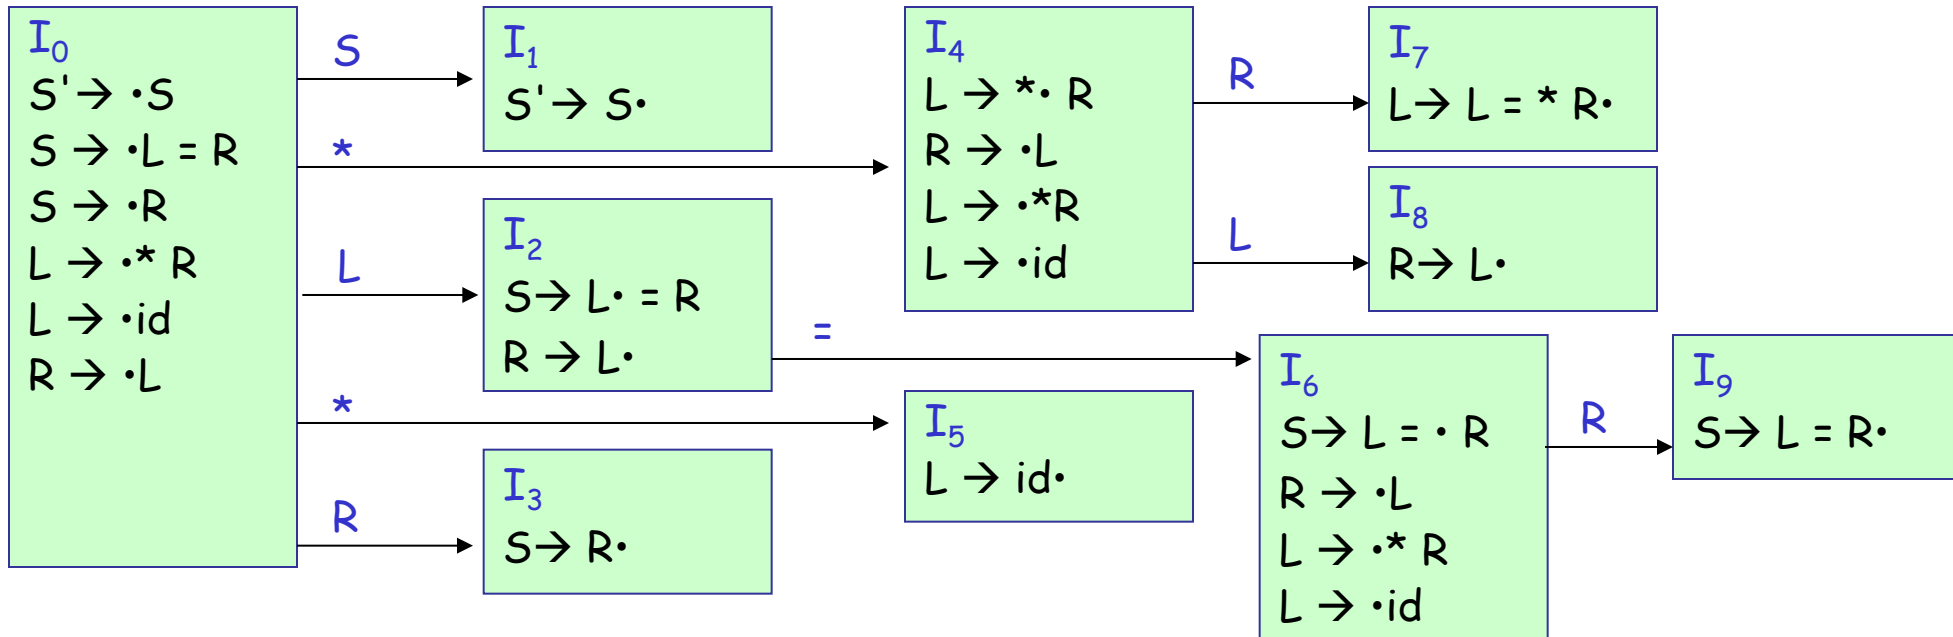 I₀
S'→ ·S
S → ·L = R
S → ·R
L → ·* R
L → ·id
R → ·L
S
*
L
*
R
I₁
S'→ S·
I₂
S→ L· = R
R → L·
I₃
S→ R·
=
I₄
L → *· R
R → ·L
L → ·*R
L → ·id
I₅
L → id·
R
L
I₇
L→ L = * R·
I₈
R→ L·
I₆
S→ L = · R
R → ·L
L → ·* R
L → ·id
R
I₉
S→ L = R·